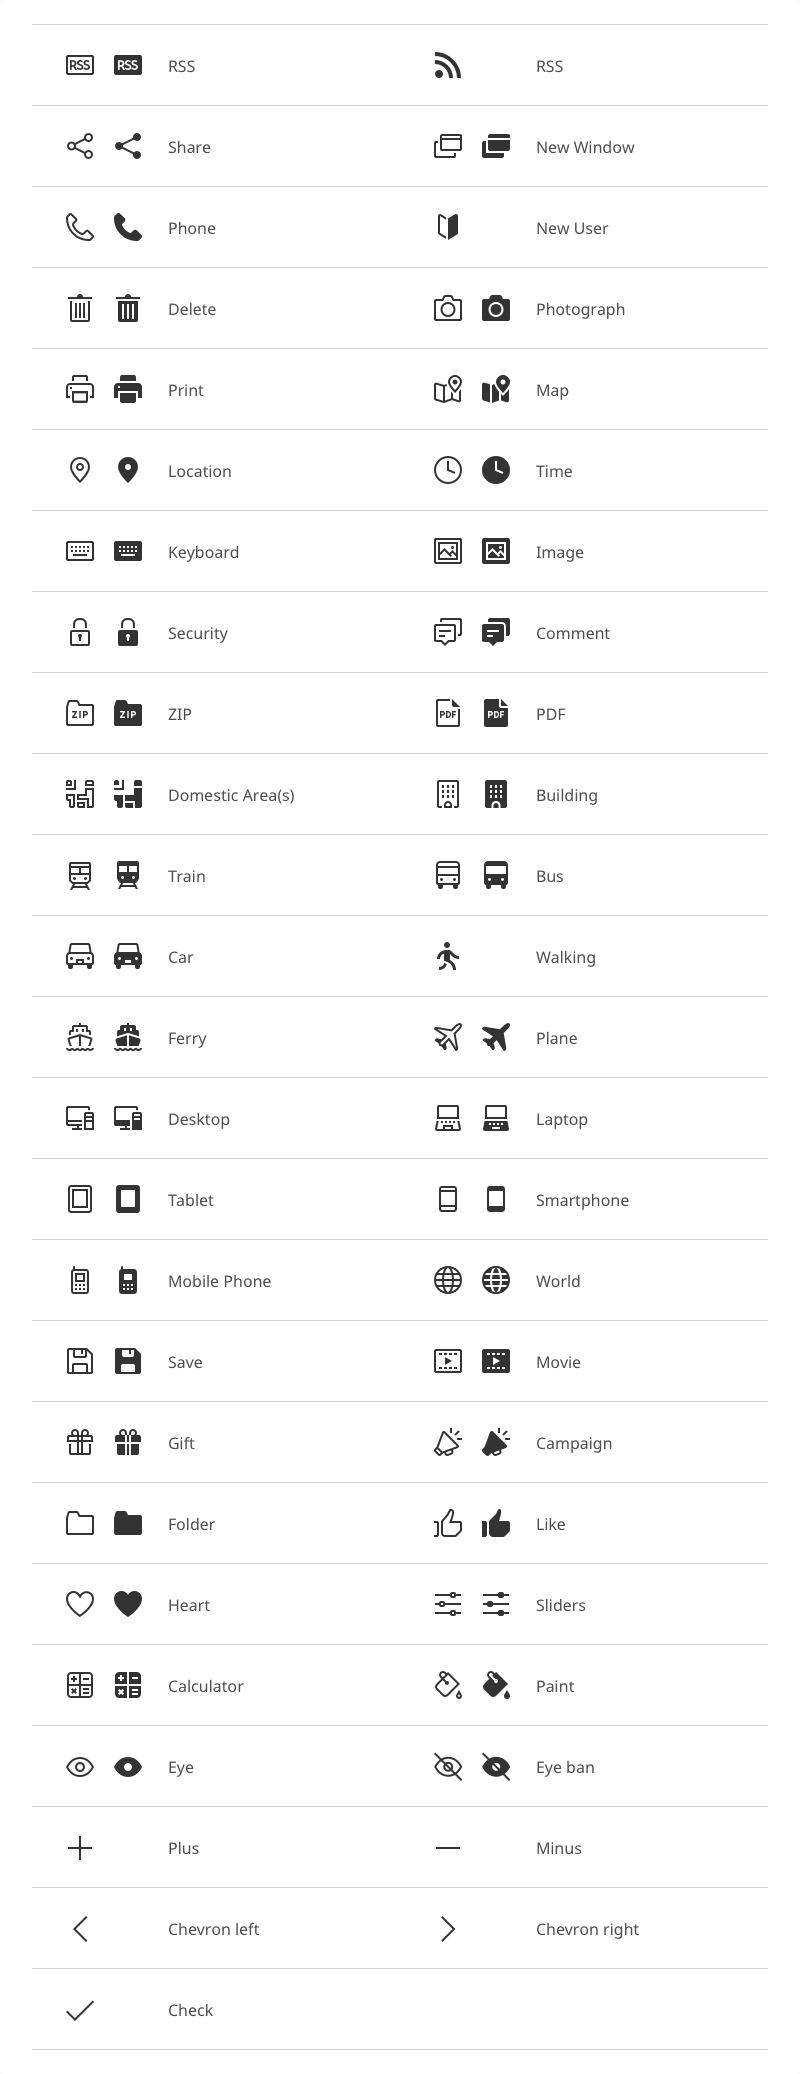 RSS RSS RSS RSS
Share New Window
Phone New User
Delete Photograph
Print Map
Location Time
Keyboard Image
Security Comment
ZIP ZIP ZIP PDF PDF PDF
Domestic Area(s) Building
Train Bus
Car Walking
Ferry Plane
Desktop Laptop
Tablet Smartphone
Mobile Phone World
Save Movie
Gift Campaign
Folder Like
Heart Sliders
Calculator Paint
Eye Eye ban
Plus Minus
Chevron left Chevron right
Check